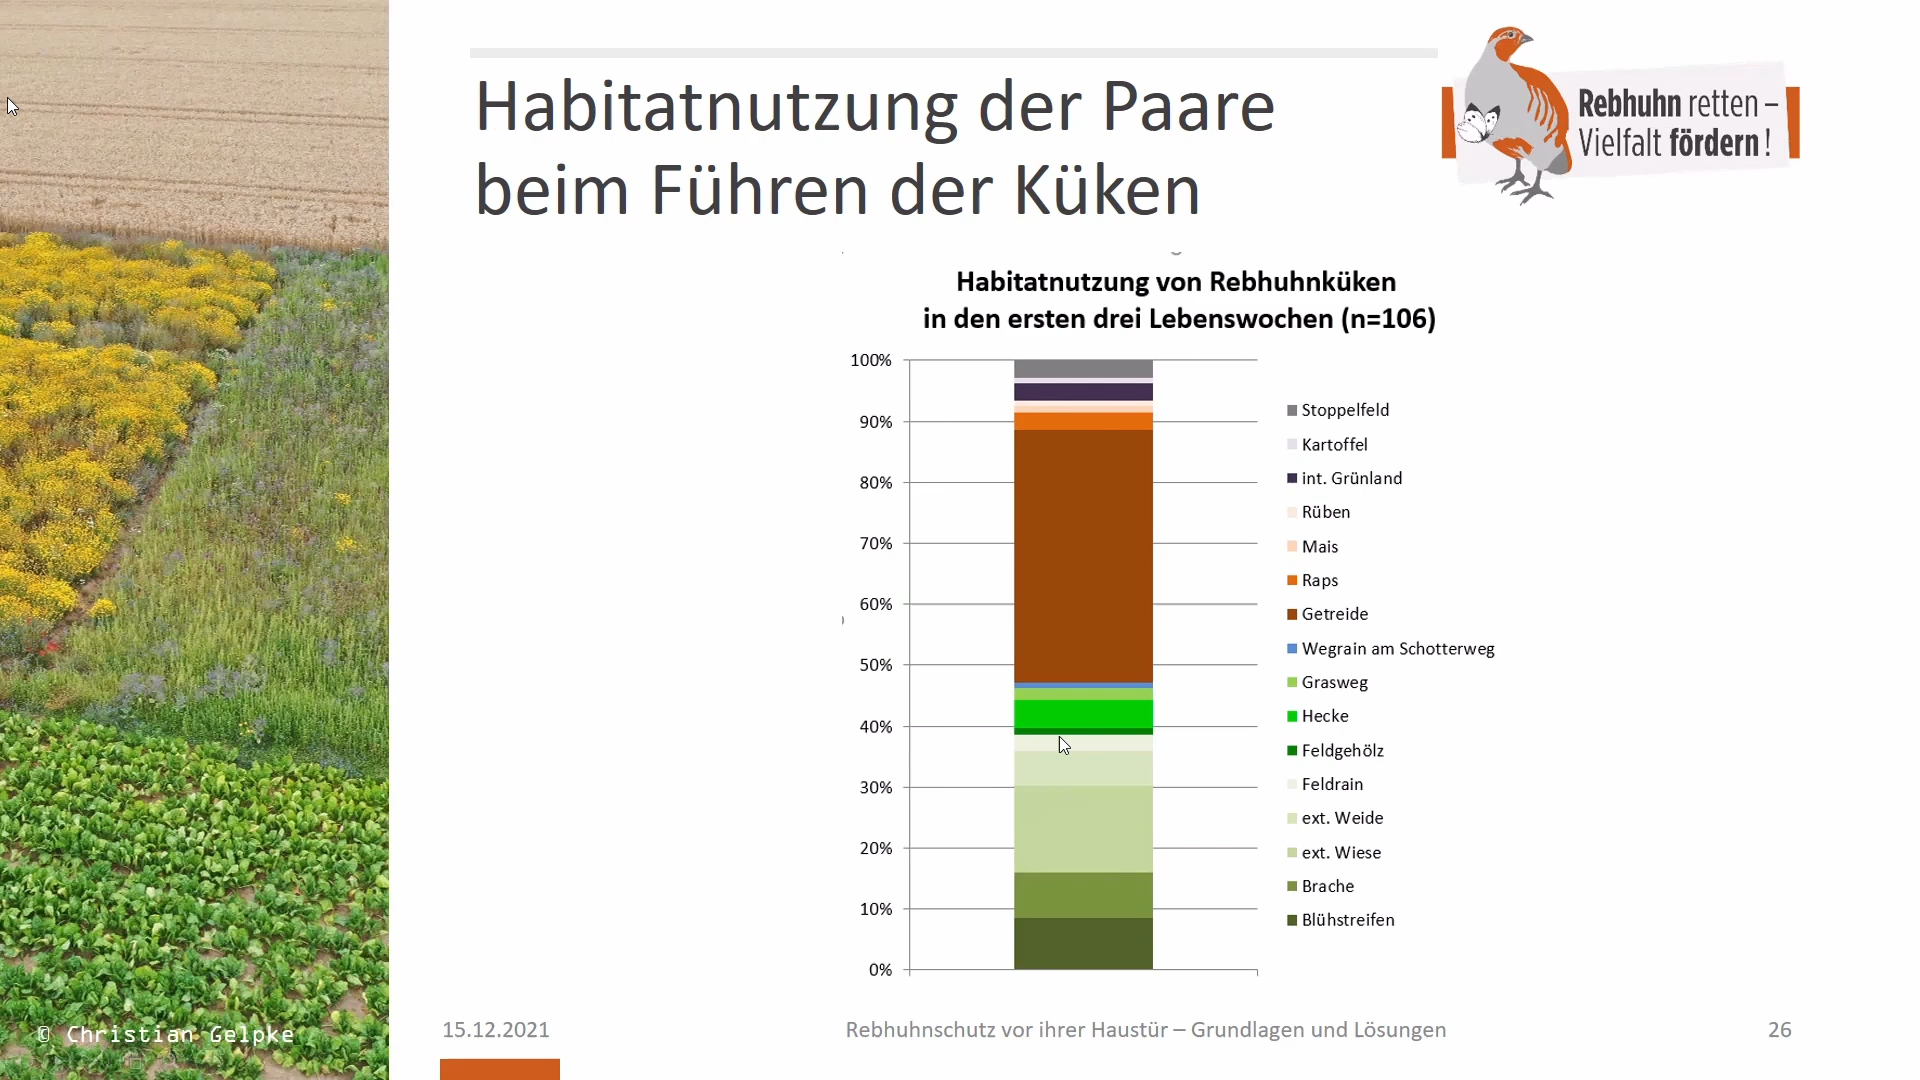 Habitatnutzung der Paare
beim Führen der Küken
Rebhuhn retten –
Vielfalt fördern!
Habitatnutzung von Rebhuhnküken
in den ersten drei Lebenswochen (n=106)
100%
90%
80%
70%
60%
50%
40%
30%
20%
10%
0%
Stoppelfeld
Kartoffel
int. Grünland
Rüben
Mais
Raps
Getreide
Wegrain am Schotterweg
Grasweg
Hecke
Feldgehölz
Feldrain
ext. Weide
ext. Wiese
Brache
Blühstreifen
© Christian Gelpke
15.12.2021
Rebhuhnschutz vor ihrer Haustür – Grundlagen und Lösungen
26